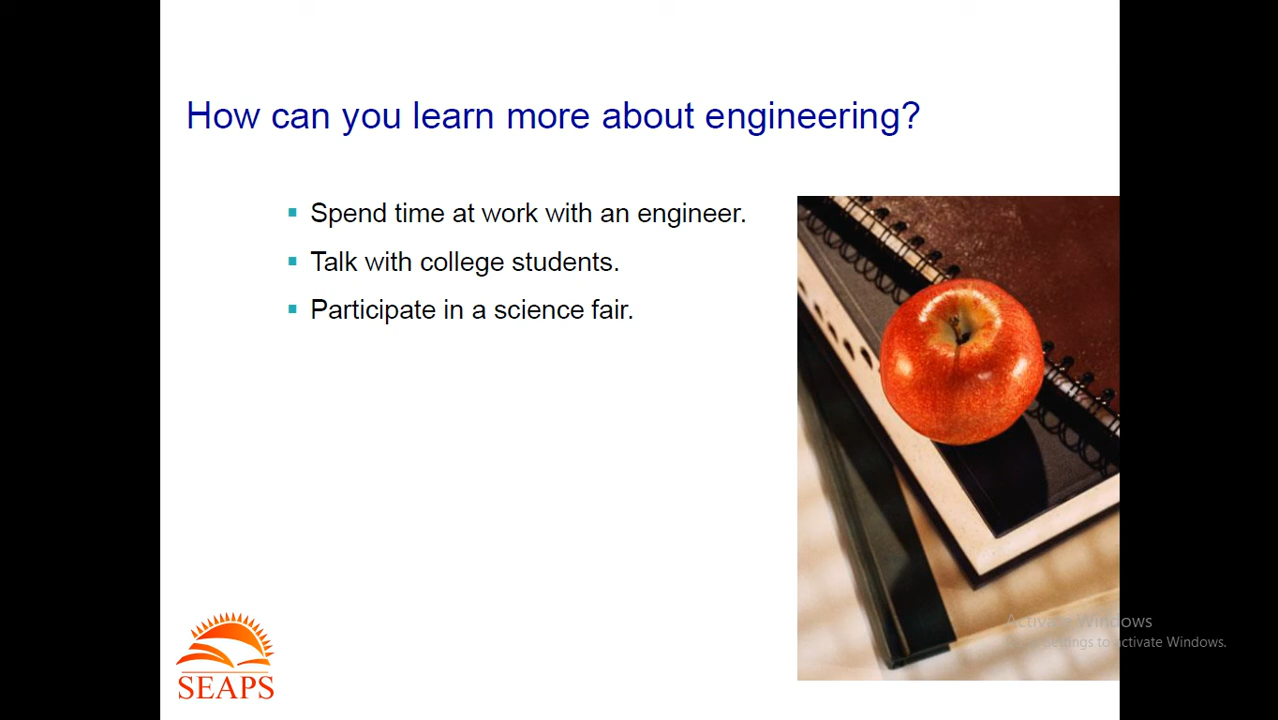 How can you learn more about engineering?
Spend time at work with an engineer.
Talk with college students.
Participate in a science fair.
SEAPS
Activate Windows
settings to activate Windows.